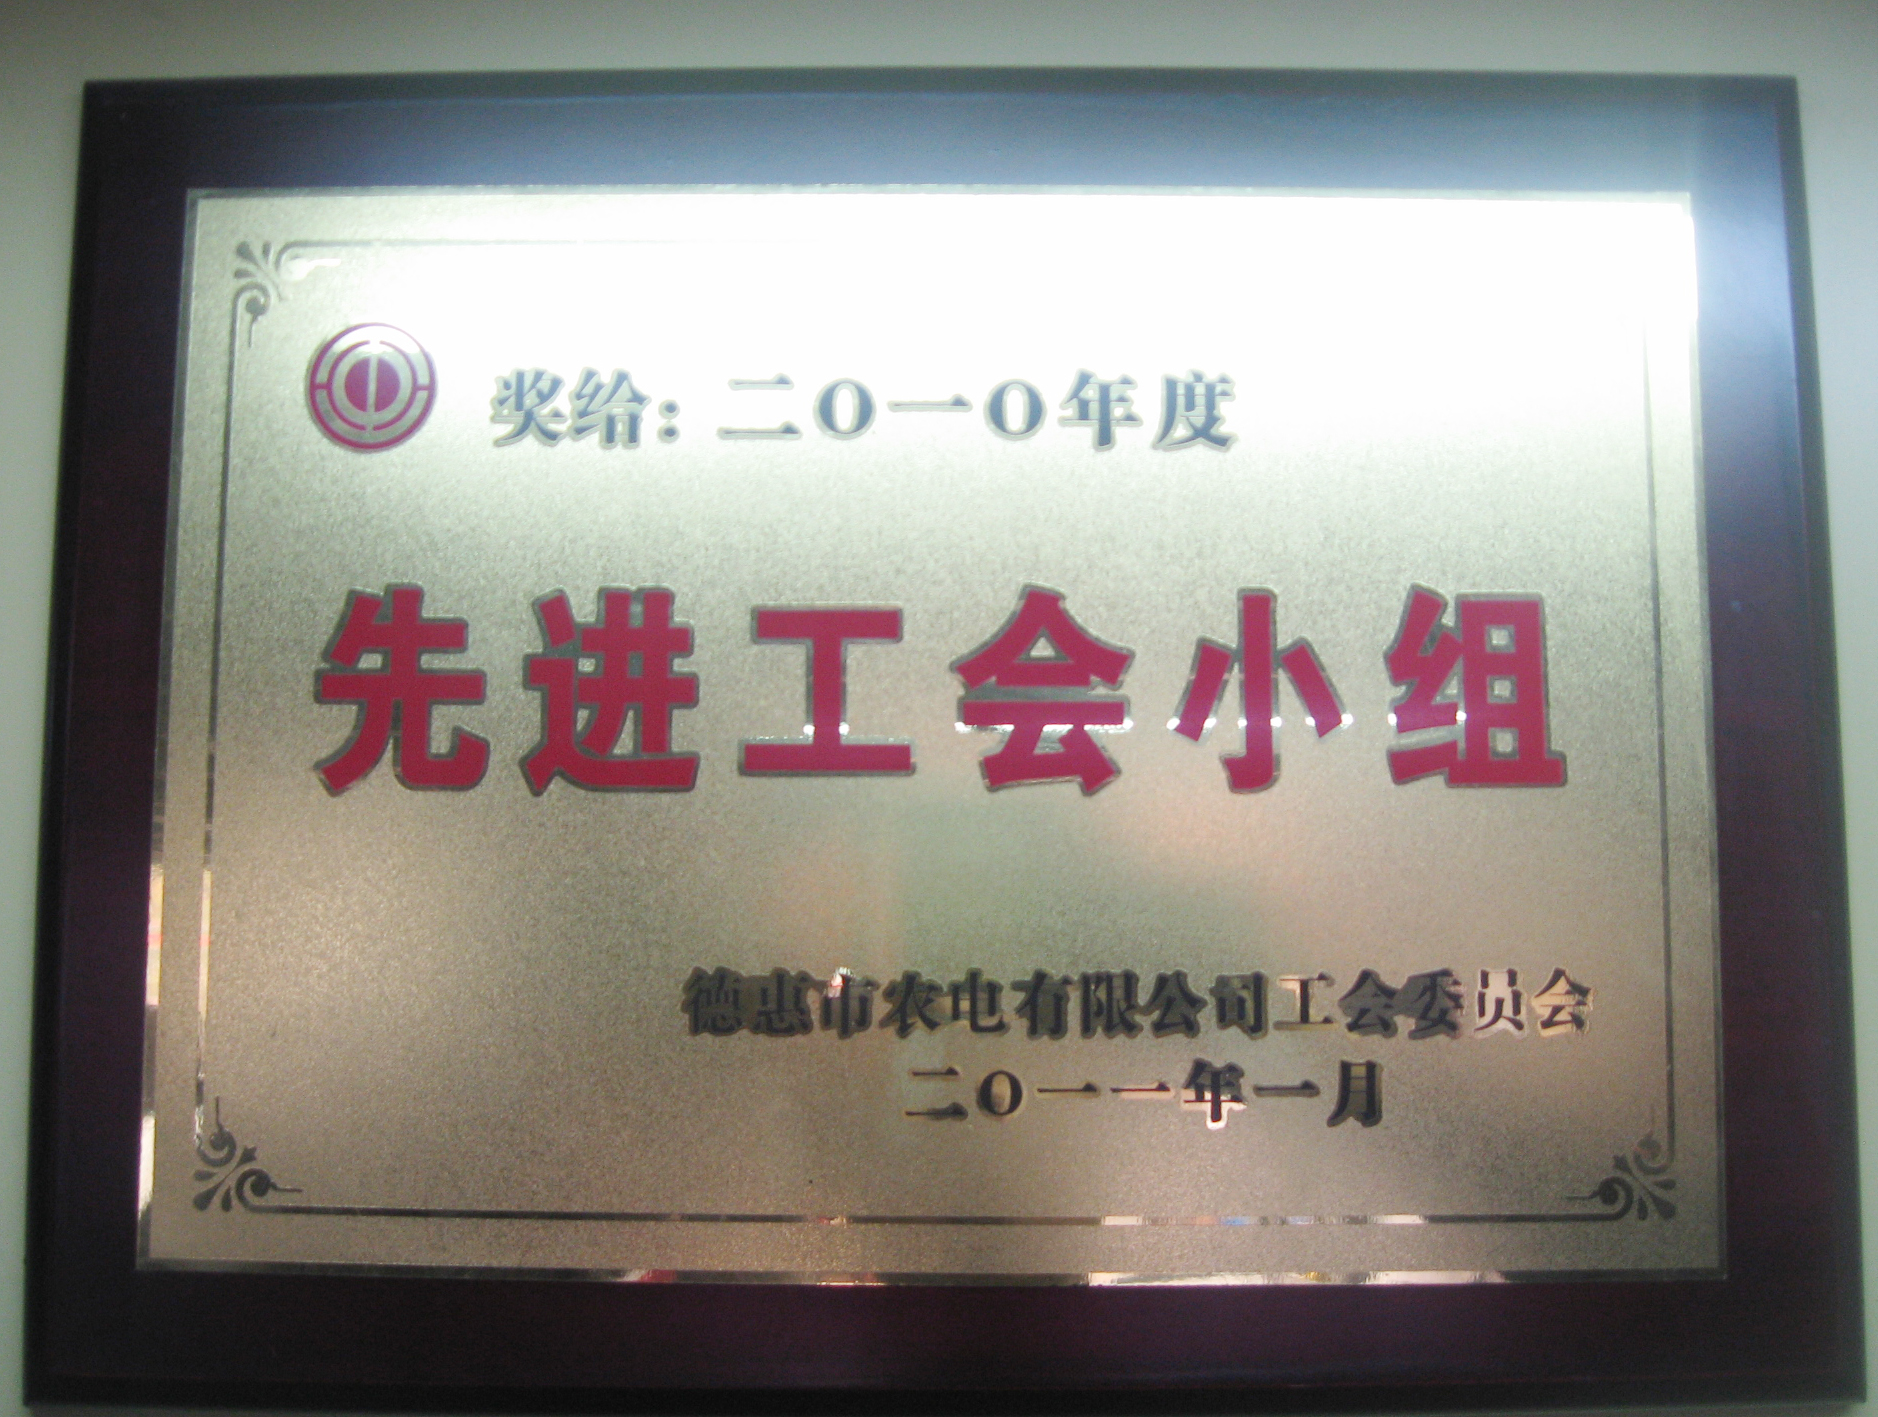 奖给：二〇一〇年度
先进工会小组
德惠市农电有限公司工会委员会
二〇一一年一月